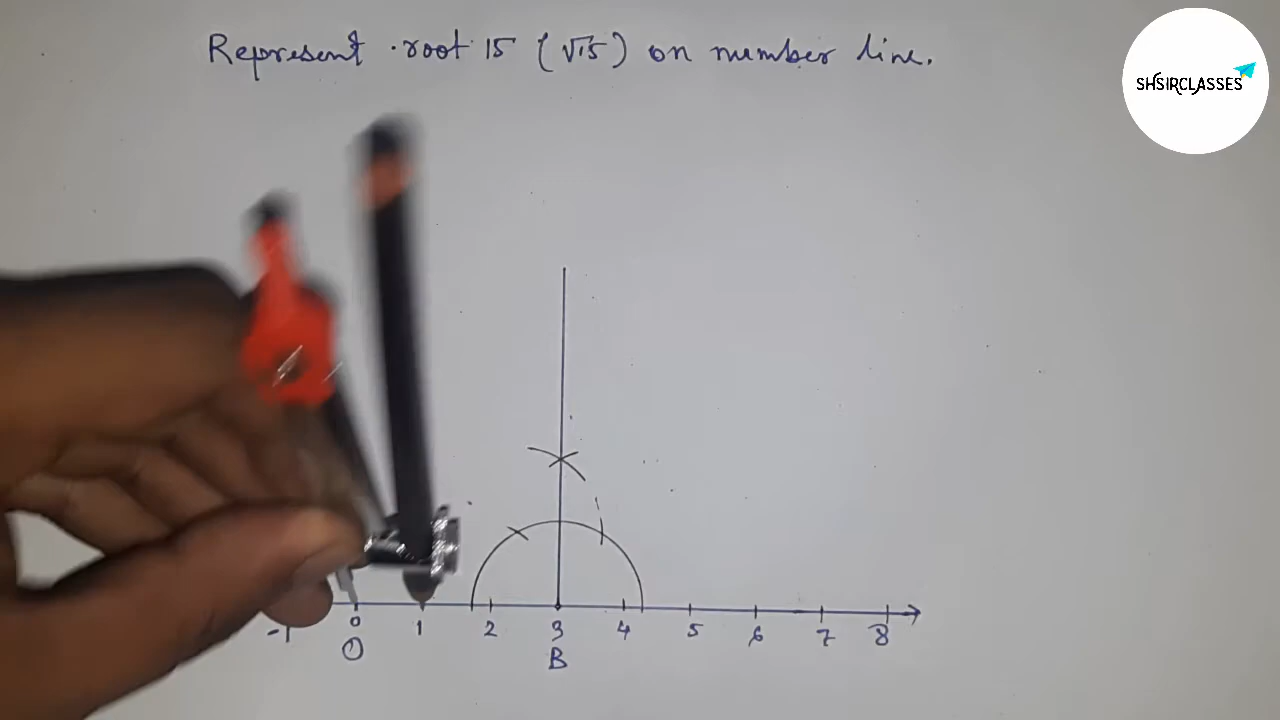 Represent root 15 (√15) on number line.
SHSIRCLASSES
-1 0 1 2 3 4 5 6 7 8
O B